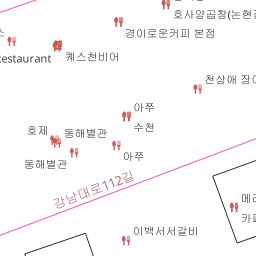 호사양곱창(논현
경이로운커피 본점
Restaurant
퀘스천비어
천상애 장
아쭈
수천
호제
동해별관
동해별관
아쭈
강남대로112길
메리
카페
이백서서갈비